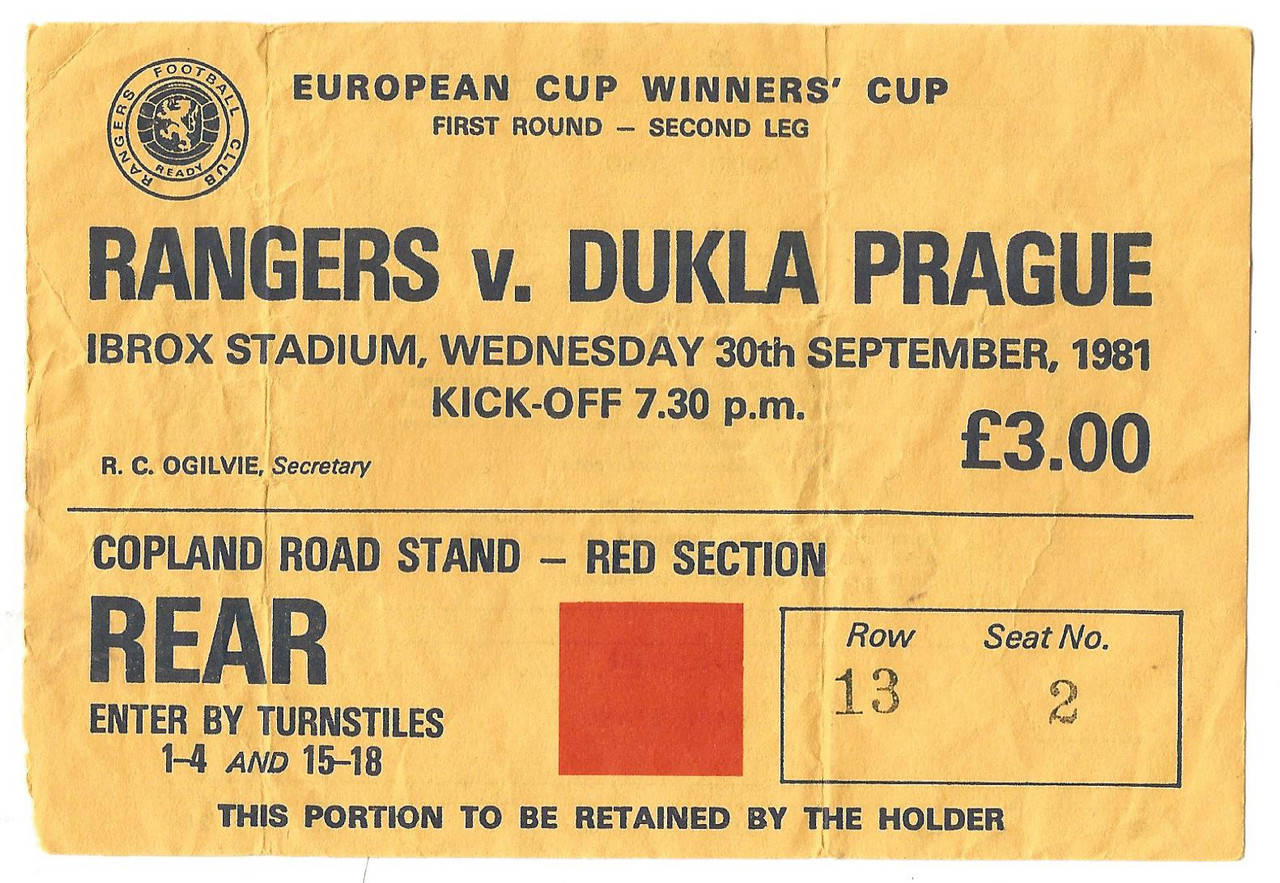 RANGERS FOOTBALL CLUB
READY
EUROPEAN CUP WINNERS' CUP
FIRST ROUND – SECOND LEG
RANGERS v. DUKLA PRAGUE
IBROX STADIUM, WEDNESDAY 30th SEPTEMBER, 1981
KICK-OFF 7.30 p.m.
£3.00
R. C. OGILVIE, Secretary
COPLAND ROAD STAND – RED SECTION
REAR
ENTER BY TURNSTILES
1–4 AND 15–18
Row Seat No.
13 2
THIS PORTION TO BE RETAINED BY THE HOLDER